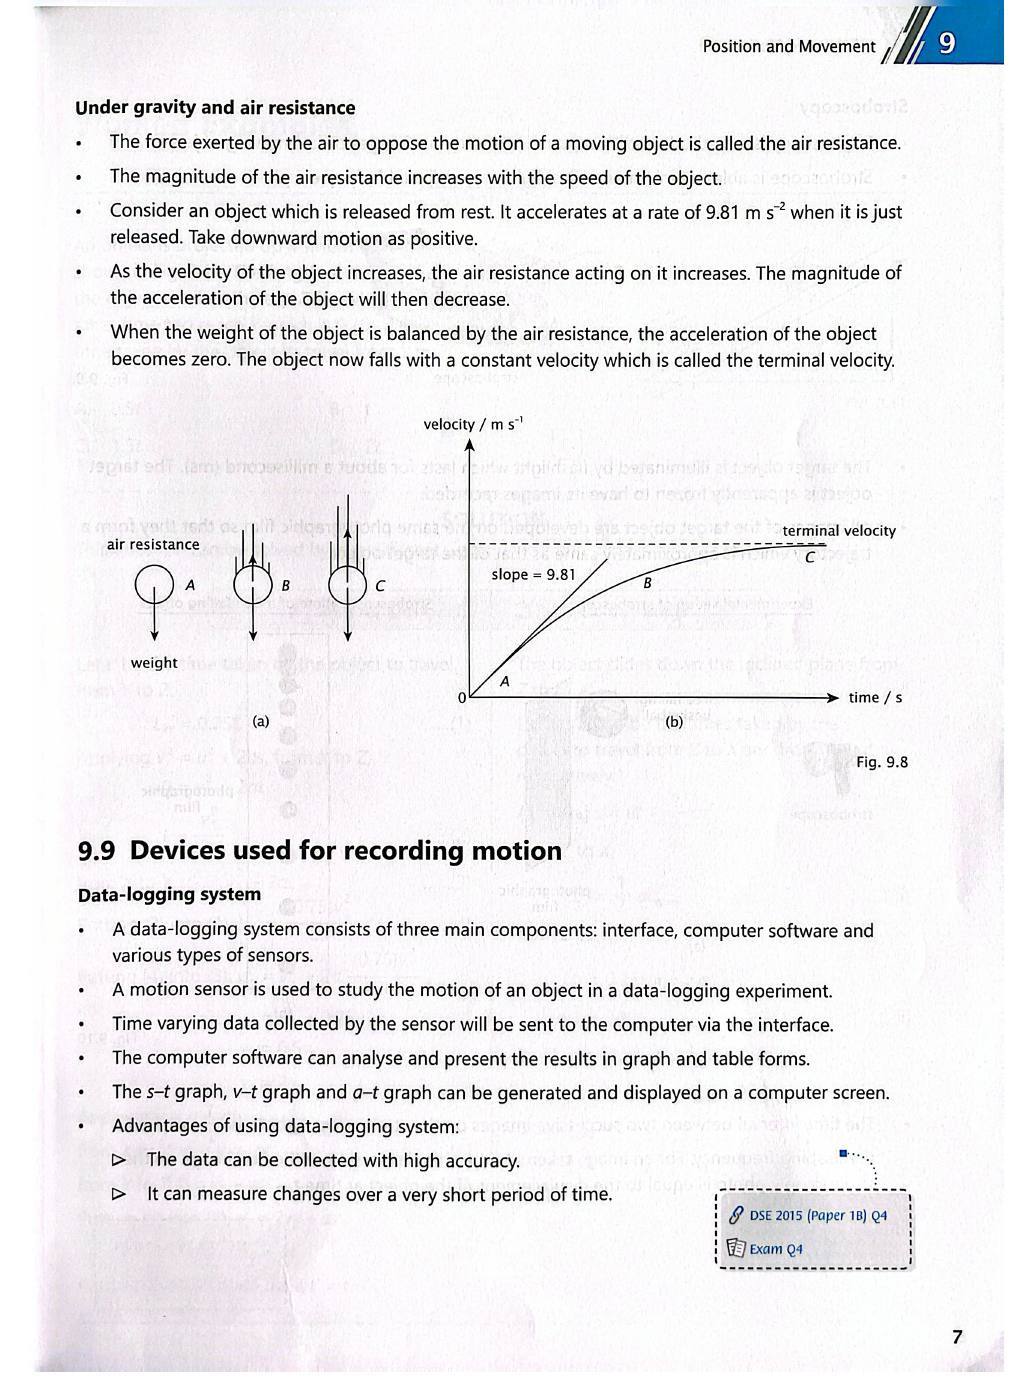 Position and Movement 9
Under gravity and air resistance
• The force exerted by the air to oppose the motion of a moving object is called the air resistance.
• The magnitude of the air resistance increases with the speed of the object.
• Consider an object which is released from rest. It accelerates at a rate of 9.81 m s⁻² when it is just
released. Take downward motion as positive.
• As the velocity of the object increases, the air resistance acting on it increases. The magnitude of
the acceleration of the object will then decrease.
• When the weight of the object is balanced by the air resistance, the acceleration of the object
becomes zero. The object now falls with a constant velocity which is called the terminal velocity.
air resistance
A
B
C
weight
(a)
velocity / m s⁻¹
terminal velocity
C
slope = 9.81
B
A
0
time / s
(b)
Fig. 9.8
9.9 Devices used for recording motion
Data-logging system
• A data-logging system consists of three main components: interface, computer software and
various types of sensors.
• A motion sensor is used to study the motion of an object in a data-logging experiment.
• Time varying data collected by the sensor will be sent to the computer via the interface.
• The computer software can analyse and present the results in graph and table forms.
• The s–t graph, v–t graph and a–t graph can be generated and displayed on a computer screen.
• Advantages of using data-logging system:
▷ The data can be collected with high accuracy.
▷ It can measure changes over a very short period of time.
DSE 2015 (Paper 1B) Q4
Exam Q4
7